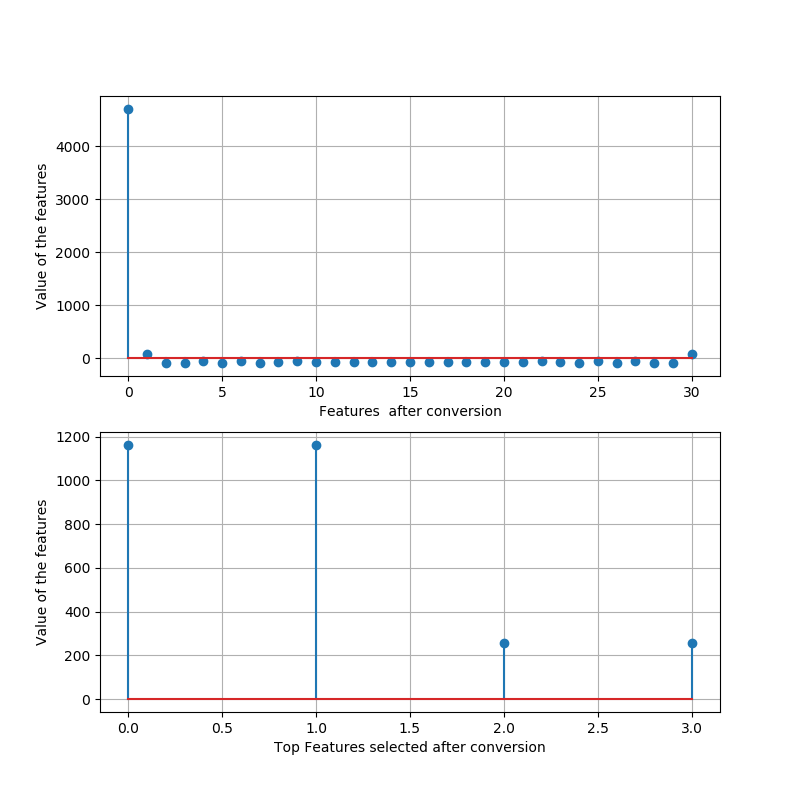 4000
3000
2000
1000
0
Value of the features
0 5 10 15 20 25 30
Features  after conversion
1200
1000
800
600
400
200
0
Value of the features
0.0 0.5 1.0 1.5 2.0 2.5 3.0
Top Features selected after conversion